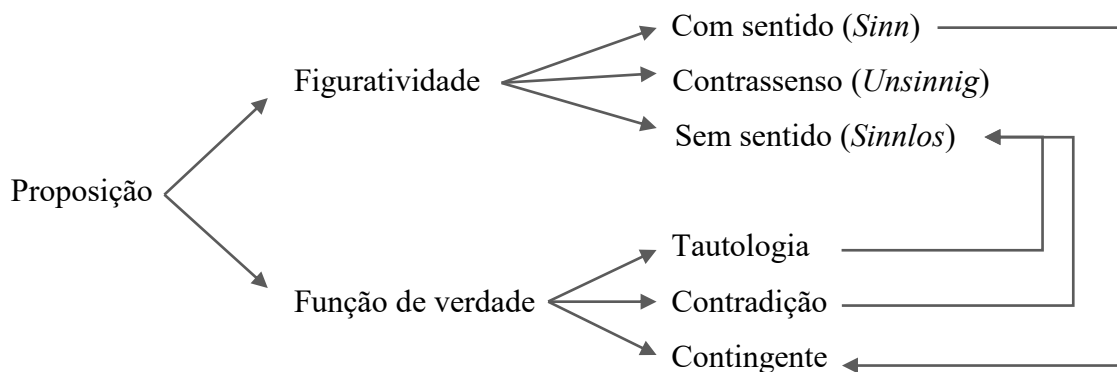 Com sentido (Sinn)
Figuratividade
Contrassenso (Unsinnig)
Sem sentido (Sinnlos)
Proposição
Tautologia
Função de verdade
Contradição
Contingente